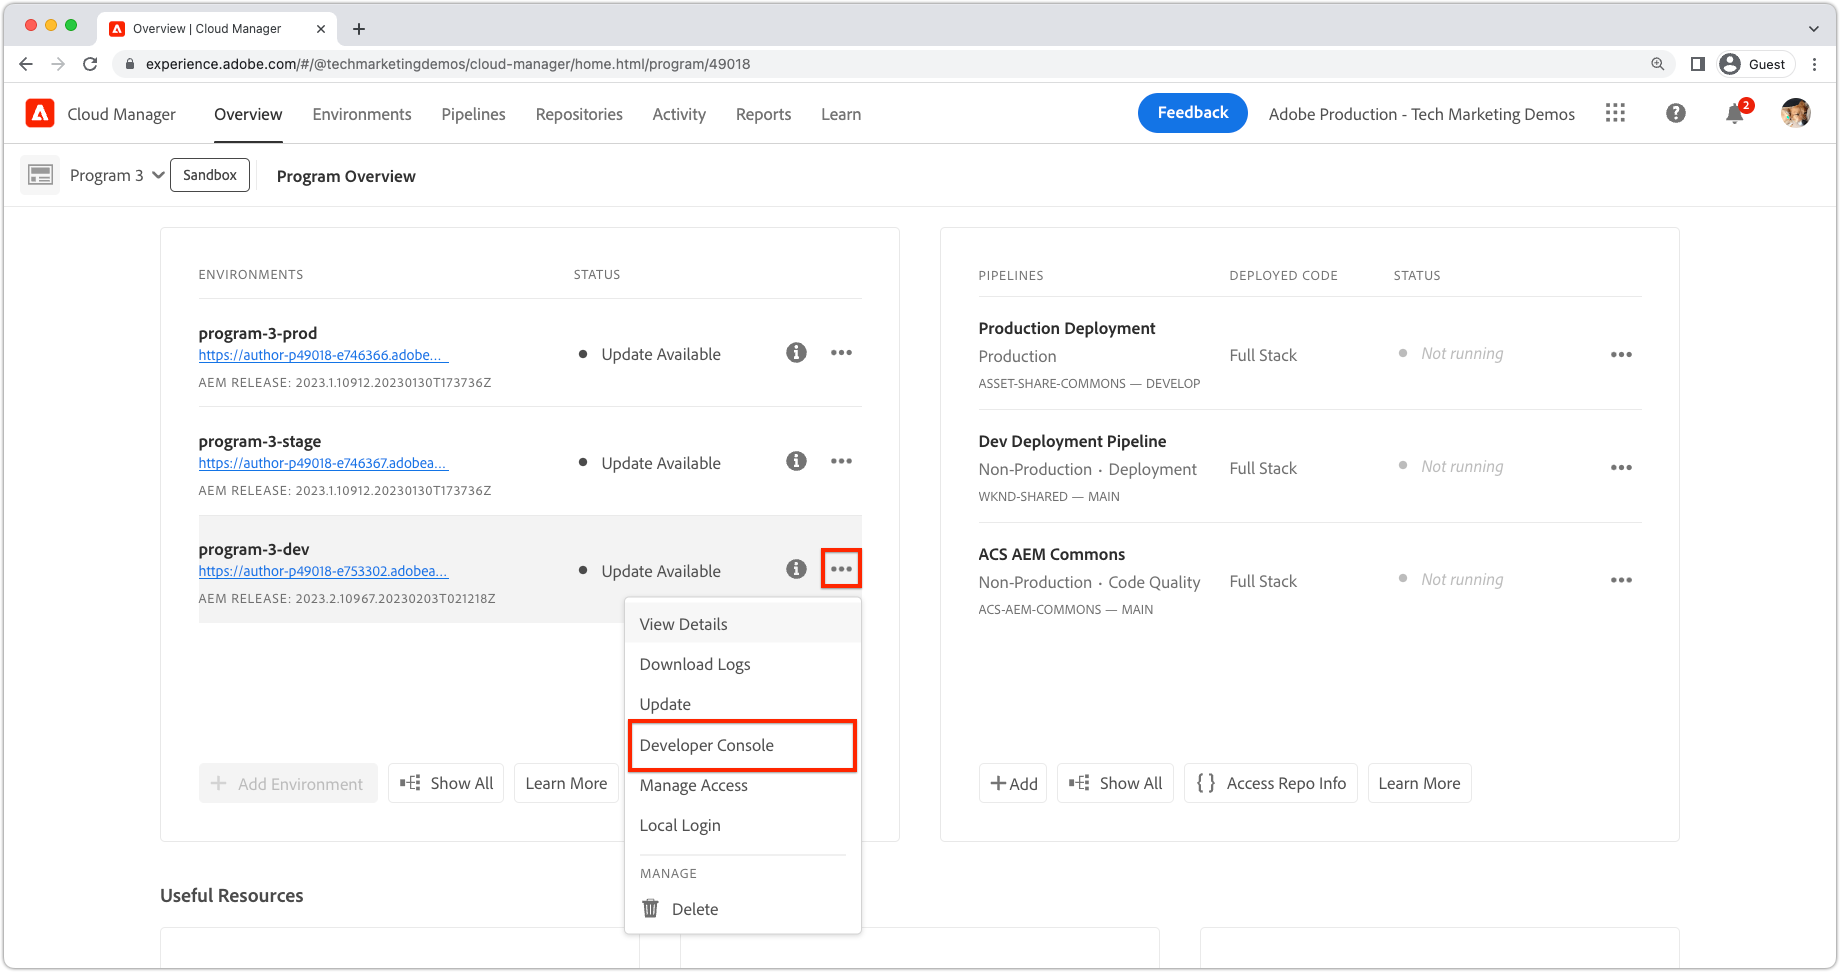 Overview | Cloud Manager
experience.adobe.com/#/@techmarketingdemos/cloud-manager/home.html/program/49018
Guest
Cloud Manager
Overview
Environments
Pipelines
Repositories
Activity
Reports
Learn
Feedback
Adobe Production - Tech Marketing Demos
2
Program 3
Sandbox
Program Overview
ENVIRONMENTS
STATUS
program-3-prod
https://author-p49018-e746366.adobe...
AEM RELEASE: 2023.1.10912.20230130T173736Z
Update Available
program-3-stage
https://author-p49018-e746367.adobea...
AEM RELEASE: 2023.1.10912.20230130T173736Z
Update Available
program-3-dev
https://author-p49018-e753302.adobea...
AEM RELEASE: 2023.2.10967.20230203T021218Z
Update Available
View Details
Download Logs
Update
Developer Console
Manage Access
Local Login
MANAGE
Delete
Add Environment
Show All
Learn More
PIPELINES
DEPLOYED CODE
STATUS
Production Deployment
Production
ASSET-SHARE-COMMONS — DEVELOP
Full Stack
Not running
Dev Deployment Pipeline
Non-Production · Deployment
WKND-SHARED — MAIN
Full Stack
Not running
ACS AEM Commons
Non-Production · Code Quality
ACS-AEM-COMMONS — MAIN
Full Stack
Not running
Add
Show All
Access Repo Info
Learn More
Useful Resources